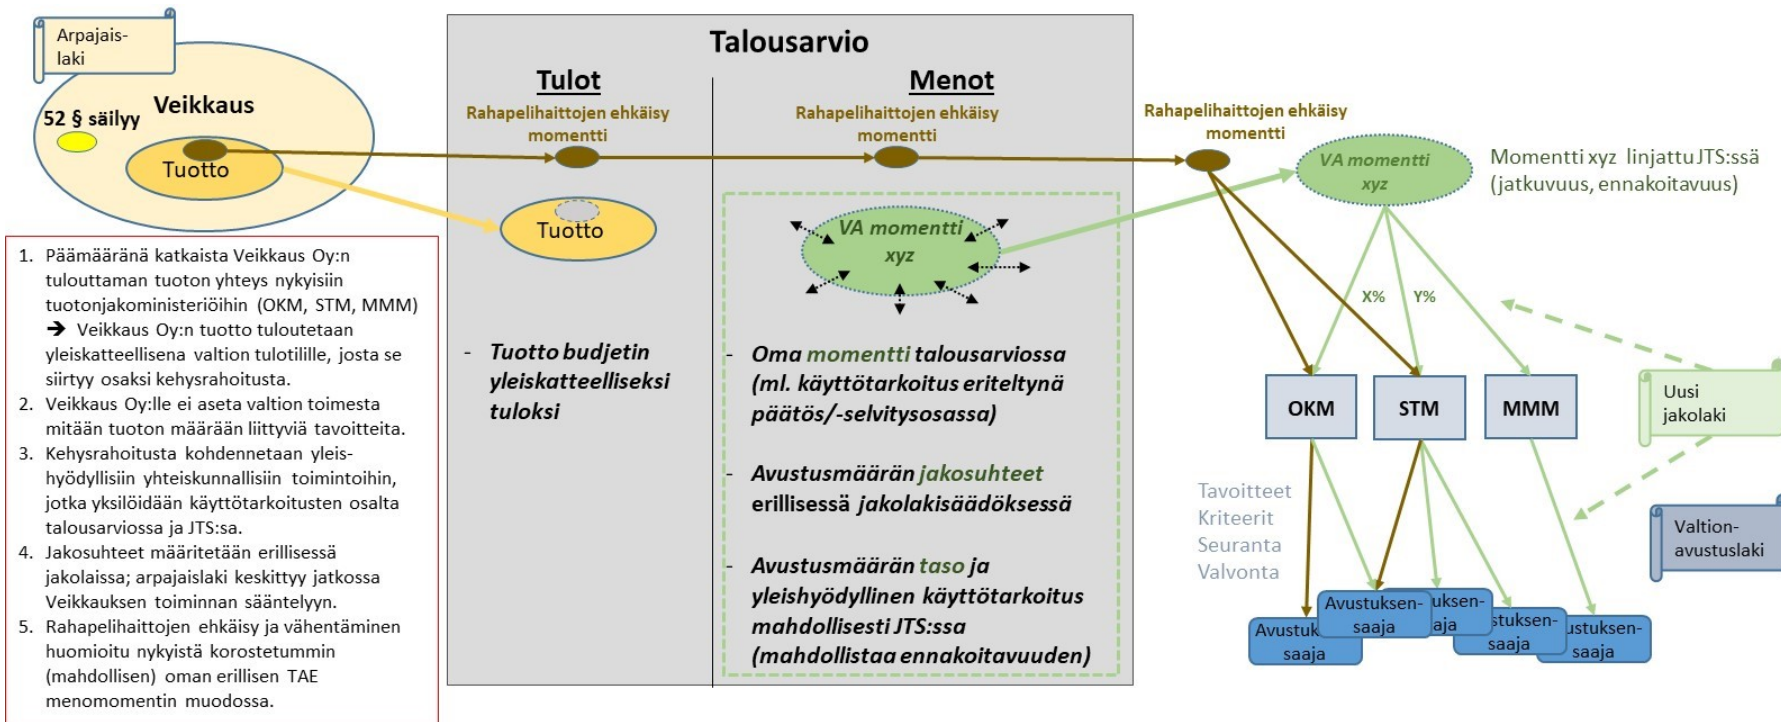 Arpajais-
laki
Veikkaus
52 § säilyy
Tuotto
1. Päämääränä katkaista Veikkaus Oy:n
tulouttaman tuoton yhteys nykyisiin
tuotonjakoministeriöihin (OKM, STM, MMM)
➔ Veikkaus Oy:n tuotto tuloutetaan
yleiskatteellisena valtion tulotilille, josta se
siirtyy osaksi kehysrahoitusta.
2. Veikkaus Oy:lle ei aseta valtion toimesta
mitään tuoton määrään liittyviä tavoitteita.
3. Kehysrahoitusta kohdennetaan yleis-
hyödyllisiin yhteiskunnallisiin toimintoihin,
jotka yksilöidään käyttötarkoitusten osalta
talousarviossa ja JTS:sa.
4. Jakosuhteet määritetään erillisessä
jakolaissa; arpajaislaki keskittyy jatkossa
Veikkauksen toiminnan sääntelyyn.
5. Rahapelihaittojen ehkäisy ja vähentäminen
huomioitu nykyistä korostetummin
(mahdollisen) oman erillisen TAE
menomomentin muodossa.
Talousarvio
Tulot
Rahapelihaittojen ehkäisy
momentti
Tuotto
- Tuotto budjetin
yleiskatteelliseksi
tuloksi
Menot
Rahapelihaittojen ehkäisy
momentti
VA momentti
xyz
- Oma momentti talousarviossa
(ml. käyttötarkoitus eriteltynä
päätös/-selvitysosassa)
- Avustusmäärän jakosuhteet
erillisessä jakolakisäädöksessä
- Avustusmäärän taso ja
yleishyödyllinen käyttötarkoitus
mahdollisesti JTS:ssa
(mahdollistaa ennakoitavuuden)
Rahapelihaittojen ehkäisy
momentti
VA momentti
xyz
Momentti xyz linjattu JTS:ssä
(jatkuvuus, ennakoitavuus)
X%
Y%
OKM
STM
MMM
Uusi
jakolaki
Tavoitteet
Kriteerit
Seuranta
Valvonta
Valtion-
avustuslaki
Avustuksen-
saaja
tuksen-
saaja
Avustuk
saaja
stuksen-
saaja
ustuksen-
saaja